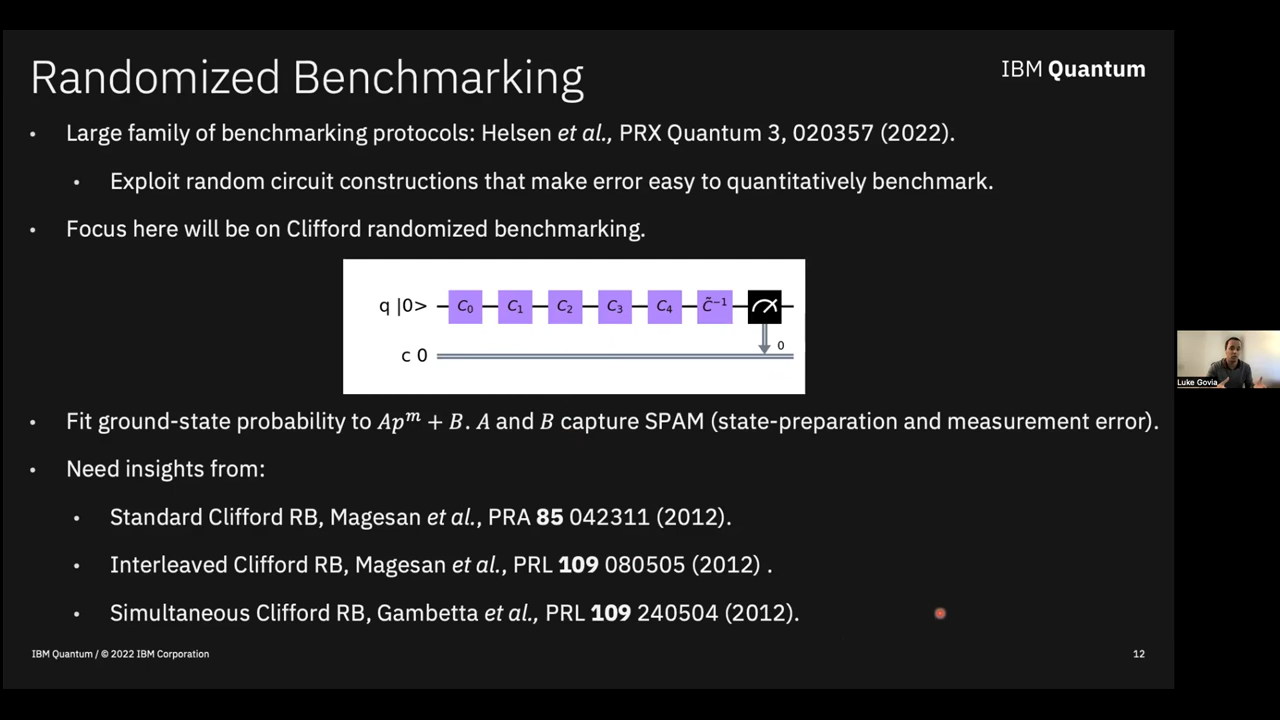 Randomized Benchmarking
IBM Quantum
• Large family of benchmarking protocols: Helsen et al., PRX Quantum 3, 020357 (2022).
• Exploit random circuit constructions that make error easy to quantitatively benchmark.
• Focus here will be on Clifford randomized benchmarking.
q |0> C₀ C₁ C₂ C₃ C₄ C̃⁻¹
c 0 0
• Fit ground-state probability to Apᵐ + B. A and B capture SPAM (state-preparation and measurement error).
• Need insights from:
• Standard Clifford RB, Magesan et al., PRA 85 042311 (2012).
• Interleaved Clifford RB, Magesan et al., PRL 109 080505 (2012) .
• Simultaneous Clifford RB, Gambetta et al., PRL 109 240504 (2012).
IBM Quantum / © 2022 IBM Corporation
12
Luke Govia